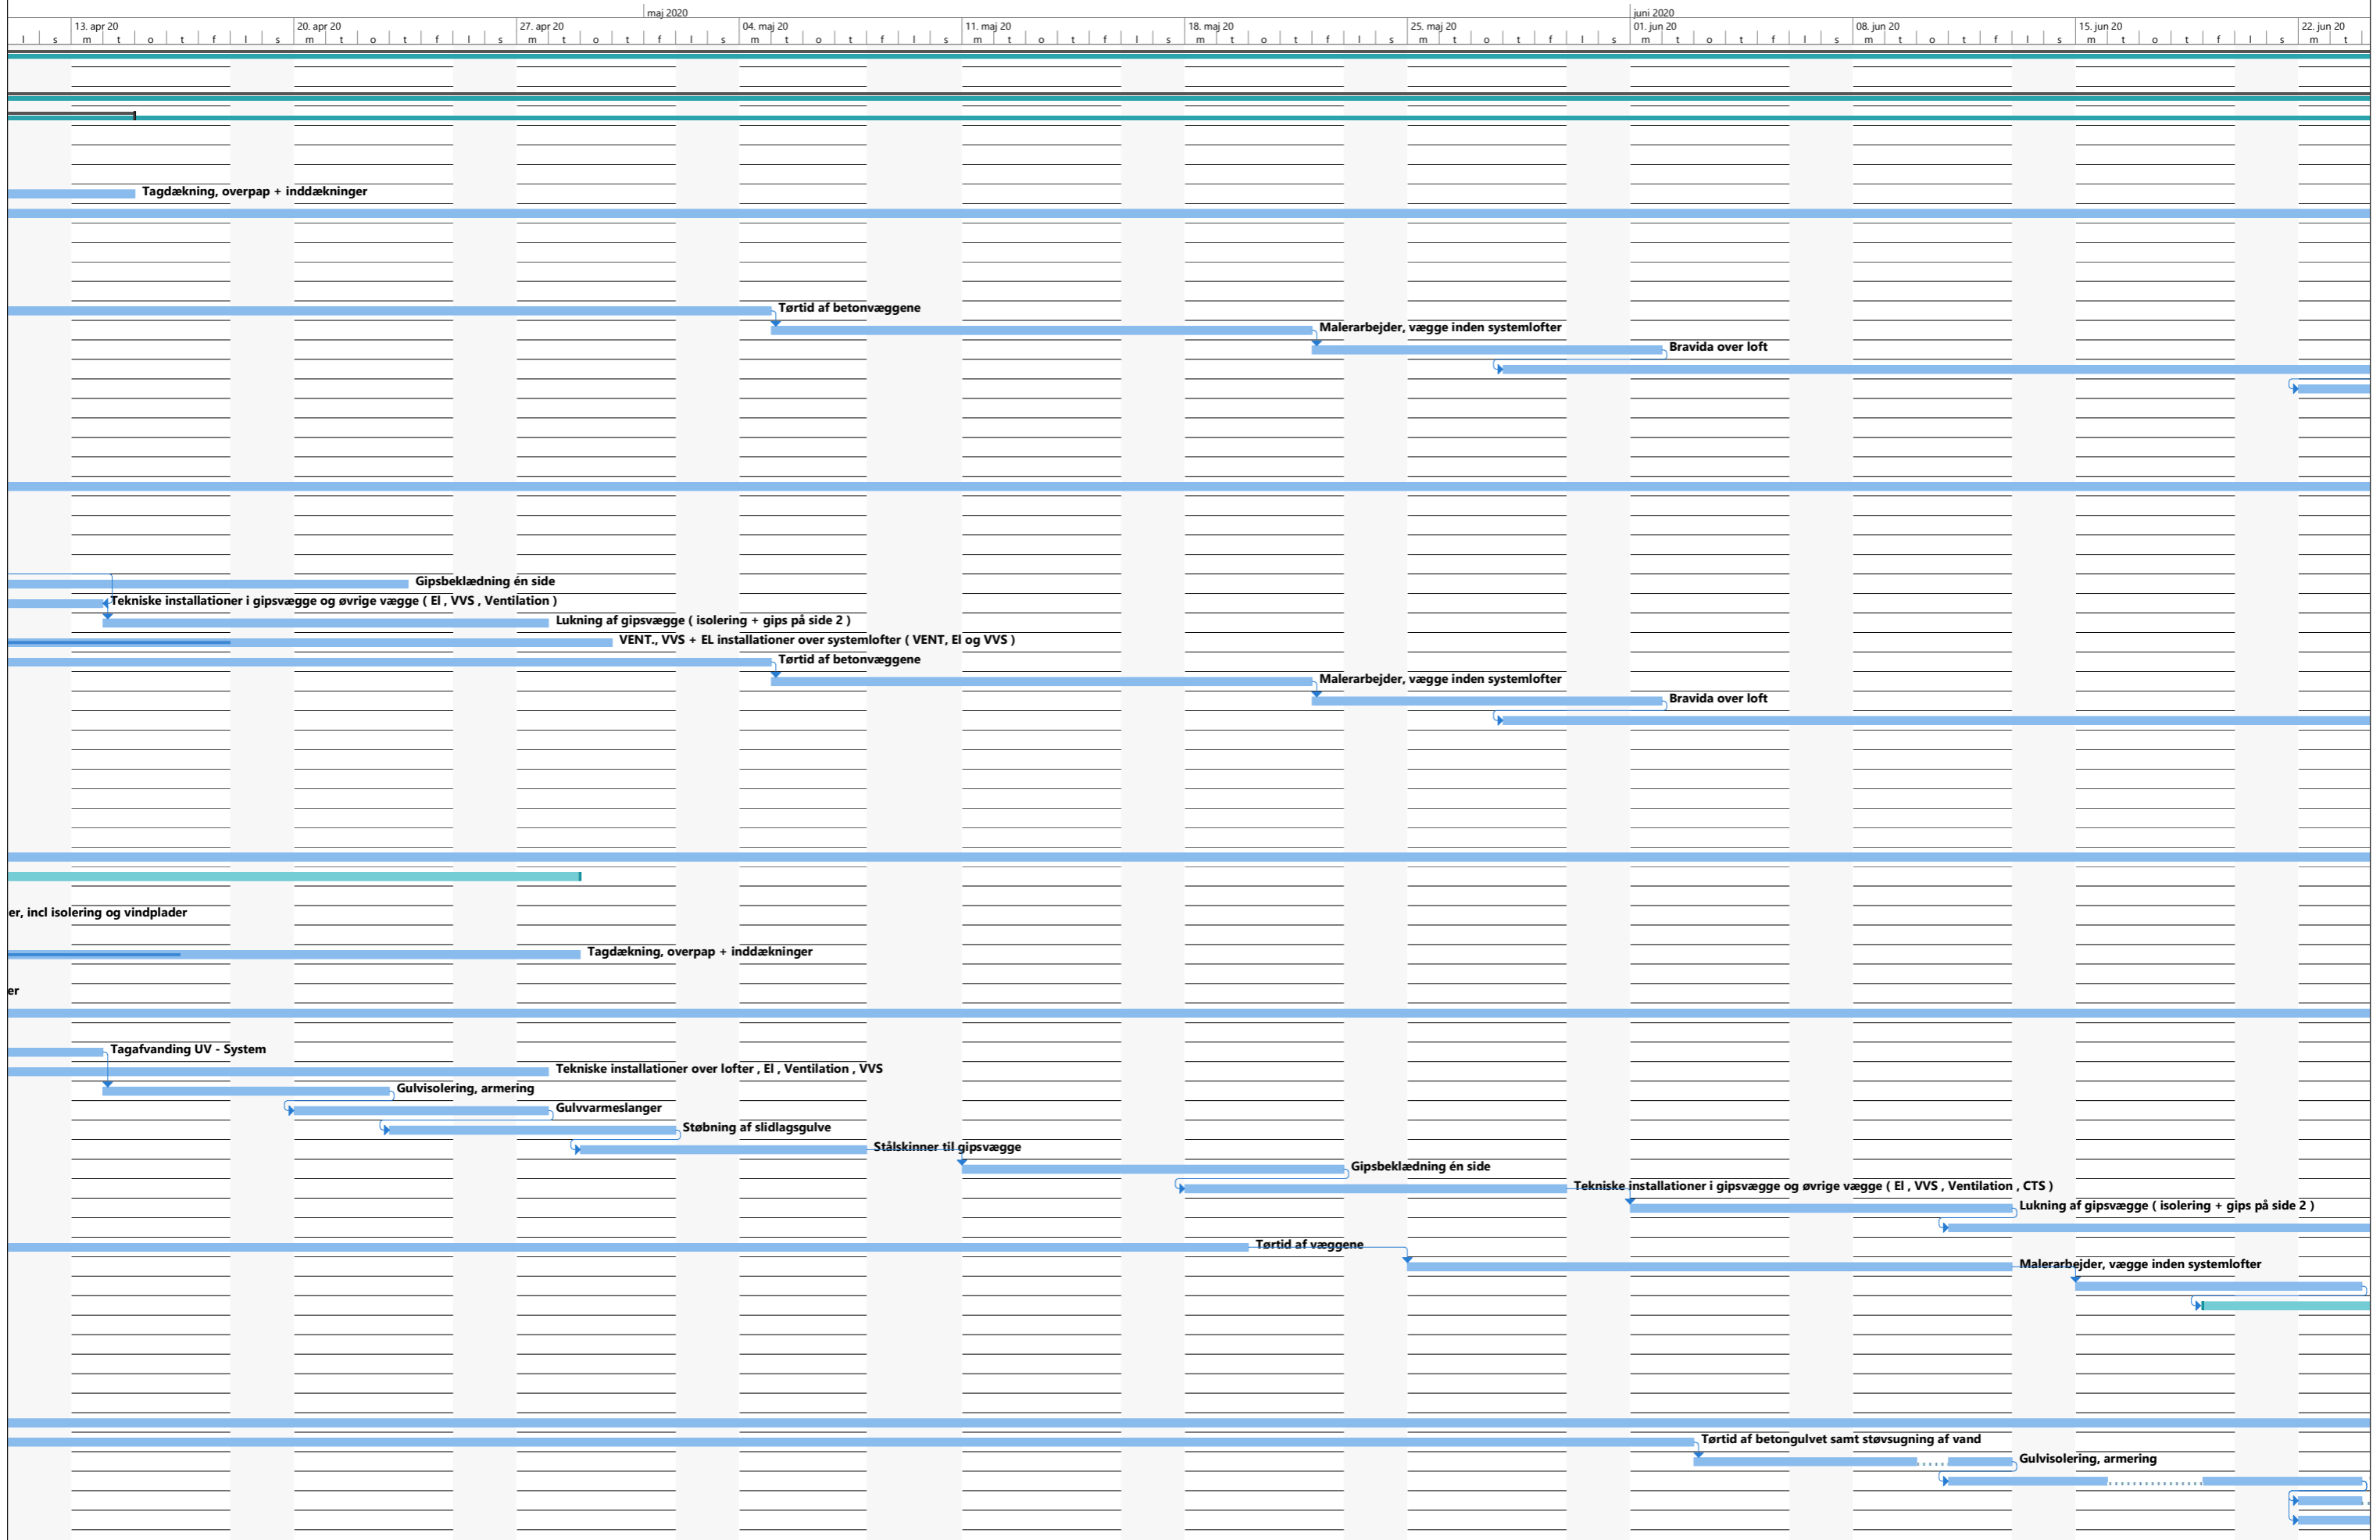 maj 2020 juni 2020
13. apr 20 20. apr 20 27. apr 20 04. maj 20 11. maj 20 18. maj 20 25. maj 20 01. jun 20 08. jun 20 15. jun 20 22. jun 20
l s m t o t f l s m t o t f l s m t o t f l s m t o t f l s m t o t f l s m t o t f l s m t o t f l s m t o t f l s m t o t f l s m t o t f l s m t
Tagdækning, overpap + inddækninger
Tørtid af betonvæggene
Malerarbejder, vægge inden systemlofter
Bravida over loft
Gipsbeklædning én side
Tekniske installationer i gipsvægge og øvrige vægge ( El , VVS , Ventilation )
Lukning af gipsvægge ( isolering + gips på side 2 )
VENT., VVS + EL installationer over systemlofter ( VENT, El og VVS )
Tørtid af betonvæggene
Malerarbejder, vægge inden systemlofter
Bravida over loft
er, incl isolering og vindplader
Tagdækning, overpap + inddækninger
er
Tagafvanding UV - System
Tekniske installationer over lofter , El , Ventilation , VVS
Gulvisolering, armering
Gulvvarmeslanger
Støbning af slidlagsgulve
Stålskinner til gipsvægge
Gipsbeklædning én side
Tekniske installationer i gipsvægge og øvrige vægge ( El , VVS , Ventilation , CTS )
Lukning af gipsvægge ( isolering + gips på side 2 )
Tørtid af væggene
Malerarbejder, vægge inden systemlofter
Tørtid af betongulvet samt støvsugning af vand
Gulvisolering, armering